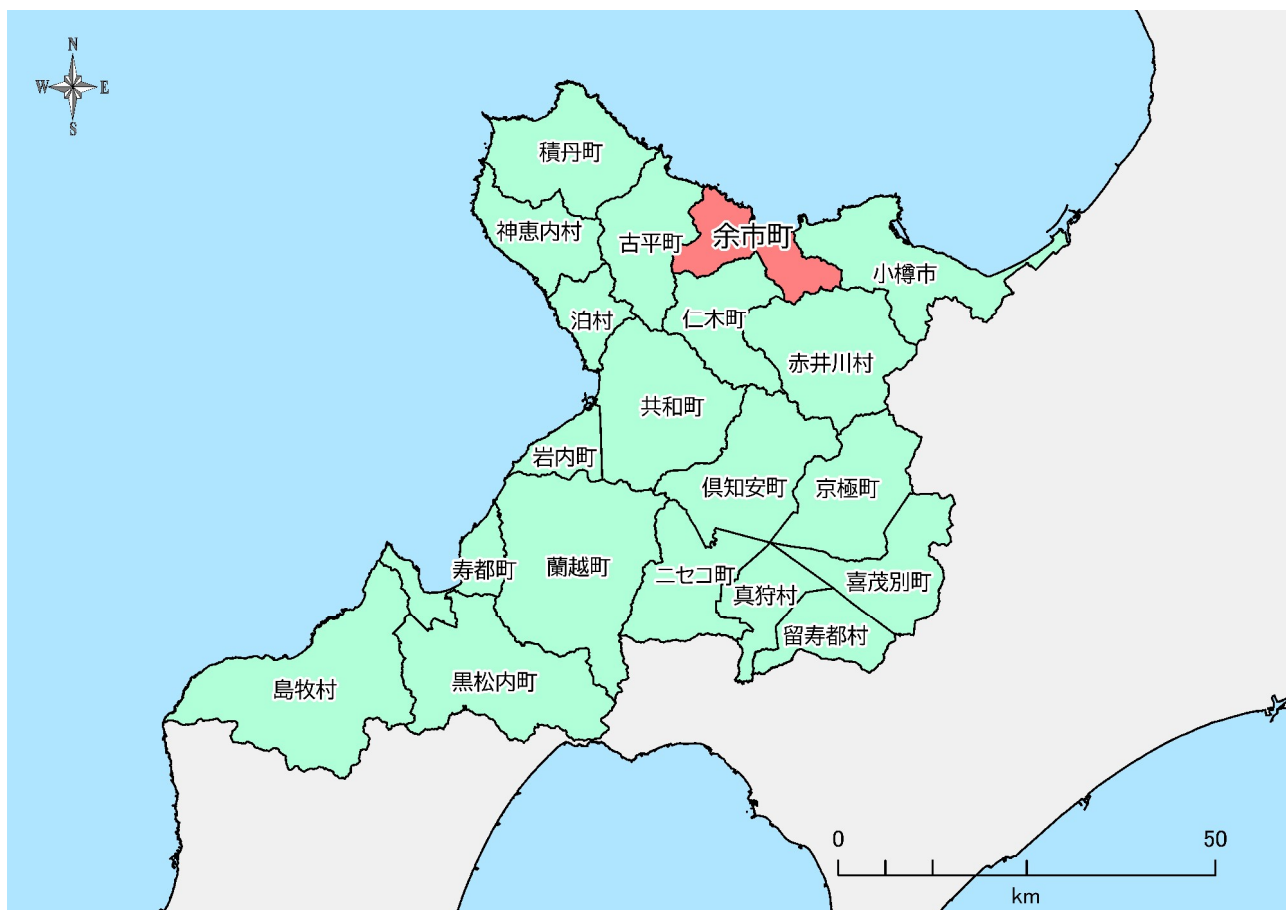 N
W E
S
積丹町
神恵内村
古平町
余市町
小樽市
泊村
仁木町
赤井川村
共和町
岩内町
倶知安町
京極町
寿都町
蘭越町
ニセコ町
真狩村
喜茂別町
留寿都村
島牧村
黒松内町
0 50
km